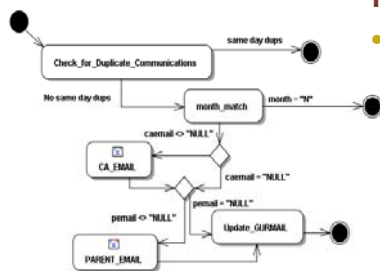 same day dups
Check_for_Duplicate_Communications
No same day dups
month_match
month = "N"
caemail <> "NULL"
CA_EMAIL
caemail = "NULL"
pemail <> "NULL"
pemail = "NULL"
Update_GURMAIL
PARENT_EMAIL